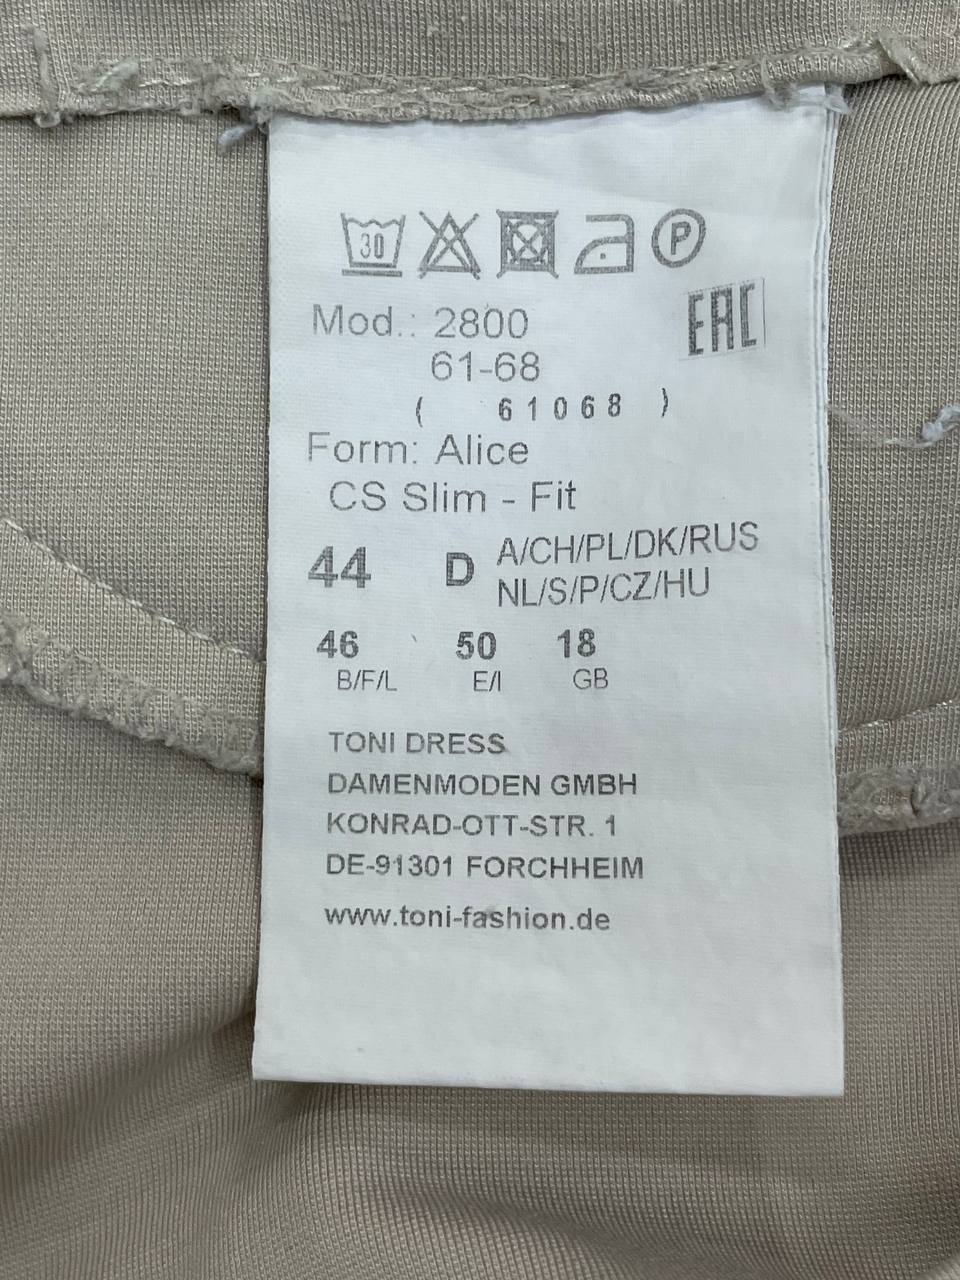 30 P
Mod.: 2800 EAC
61-68
( 61068 )
Form: Alice
CS Slim - Fit
44 D A/CH/PL/DK/RUS
NL/S/P/CZ/HU
46 50 18
B/F/L E/I GB
TONI DRESS
DAMENMODEN GMBH
KONRAD-OTT-STR. 1
DE-91301 FORCHHEIM
www.toni-fashion.de